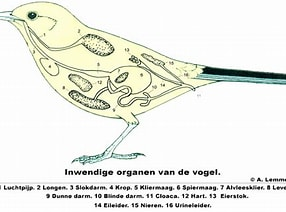 Inwendige organen van de vogel.
© A. Lemm
1 Luchtpijp. 2 Longen. 3 Slokdarm. 4 Krop. 5 Kliermaag. 6 Spiermaag. 7 Alvleesklier. 8 Leve
9 Dunne darm. 10 Blinde darm. 11 Cloaca. 12 Hart. 13 Eierstok.
14 Eileider. 15 Nieren. 16 Urineleider.